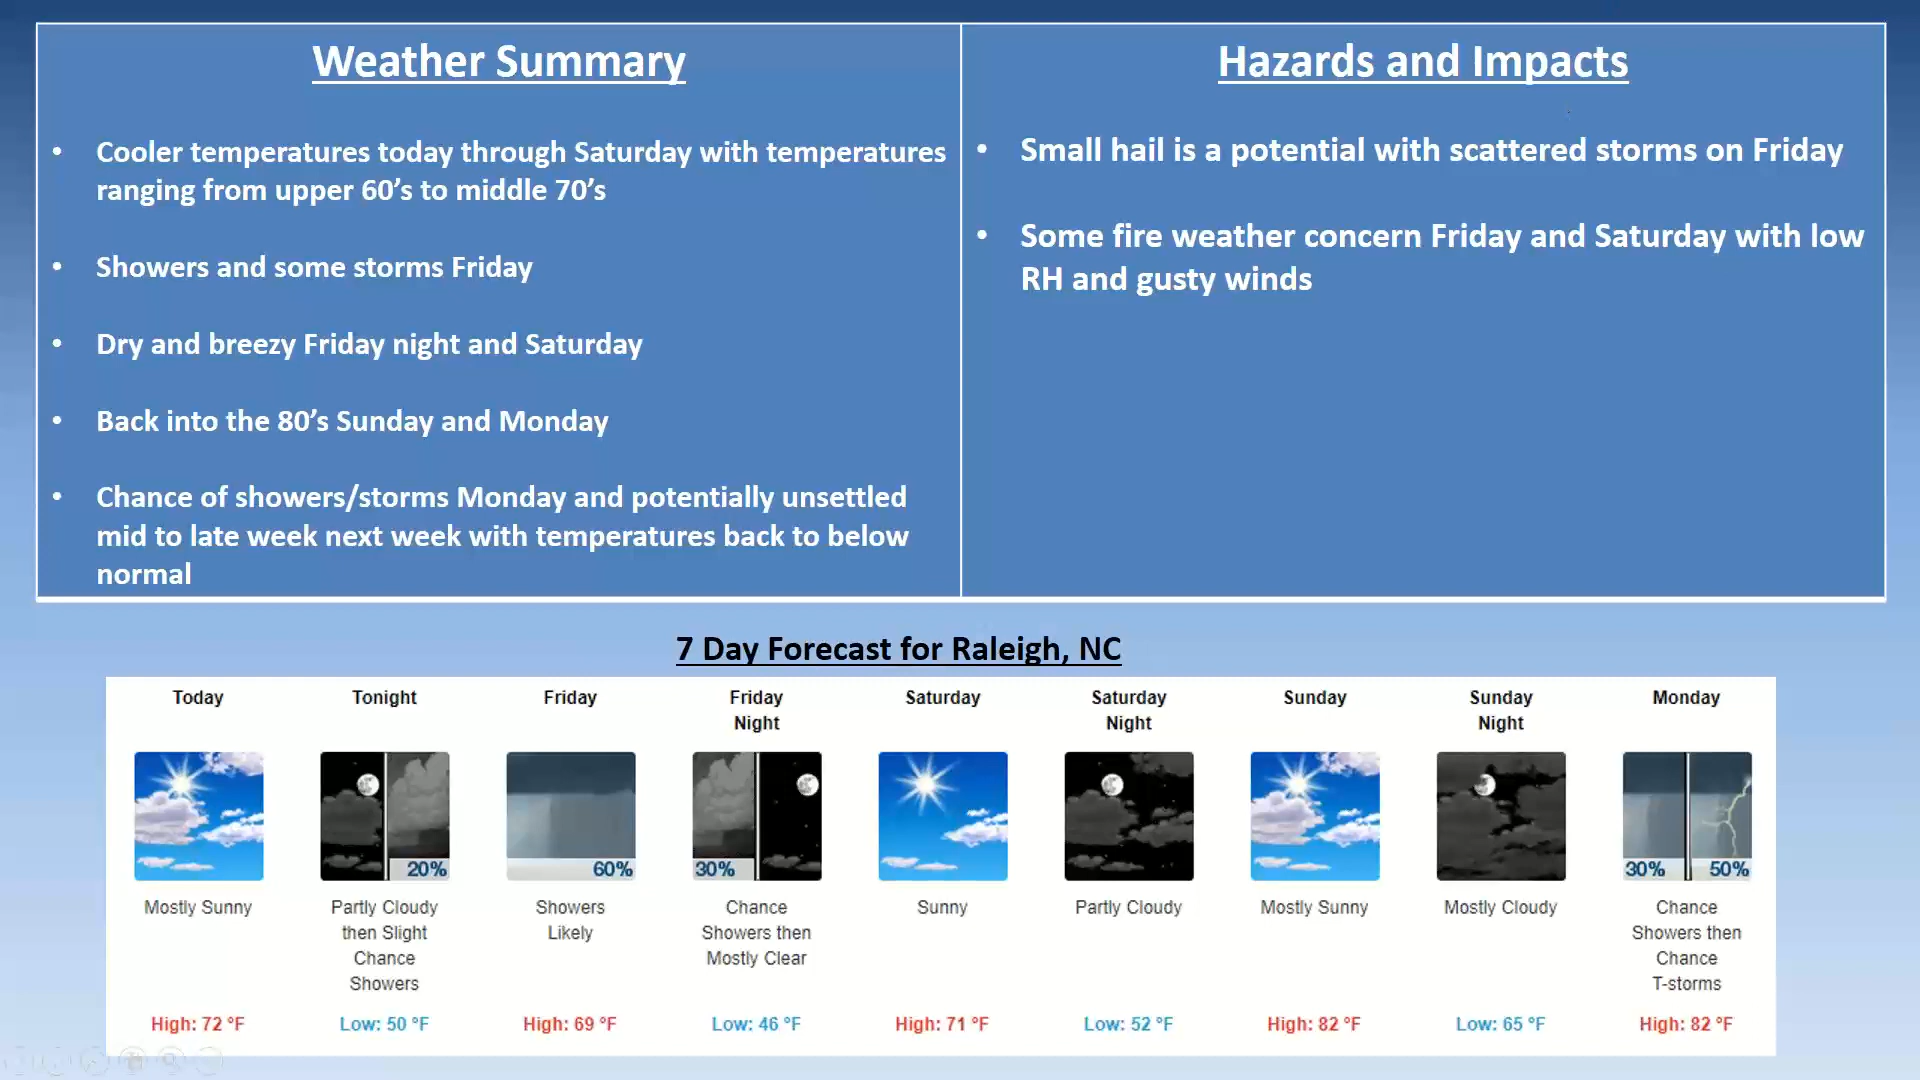 Weather Summary
• Cooler temperatures today through Saturday with temperatures
ranging from upper 60’s to middle 70’s
• Showers and some storms Friday
• Dry and breezy Friday night and Saturday
• Back into the 80’s Sunday and Monday
• Chance of showers/storms Monday and potentially unsettled
mid to late week next week with temperatures back to below
normal
Hazards and Impacts
• Small hail is a potential with scattered storms on Friday
• Some fire weather concern Friday and Saturday with low
RH and gusty winds
7 Day Forecast for Raleigh, NC
Today
Mostly Sunny
High: 72 °F
Tonight
20%
Partly Cloudy
then Slight
Chance
Showers
Low: 50 °F
Friday
60%
Showers
Likely
High: 69 °F
Friday
Night
30%
Chance
Showers then
Mostly Clear
Low: 46 °F
Saturday
Sunny
High: 71 °F
Saturday
Night
Partly Cloudy
Low: 52 °F
Sunday
Mostly Sunny
High: 82 °F
Sunday
Night
Mostly Cloudy
Low: 65 °F
Monday
30% 50%
Chance
Showers then
Chance
T-storms
High: 82 °F